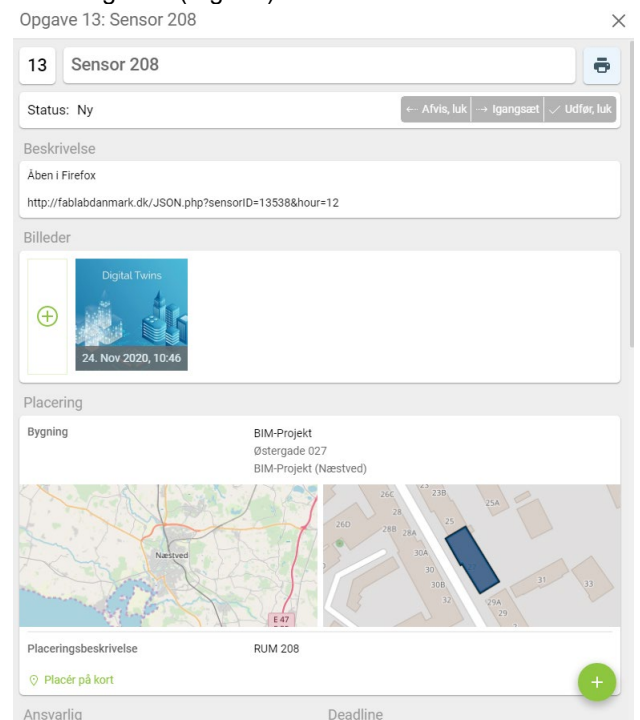 Opgave 13: Sensor 208
13
Sensor 208
Status: Ny
← Afvis, luk
→ Igangsæt
✓ Udfør, luk
Beskrivelse
Åben i Firefox
http://fablabdanmark.dk/JSON.php?sensorID=13538&hour=12
Billeder
Digital Twins
24. Nov 2020, 10:46
Placering
Bygning
BIM-Projekt
Østergade 027
BIM-Projekt (Næstved)
Næstved
E 47
26C
23B
25A
28
26D
28B
28A
25
30A
30
30B
32
31
33
29A
29
Placeringsbeskrivelse
RUM 208
Placér på kort
Ansvarlig
Deadline